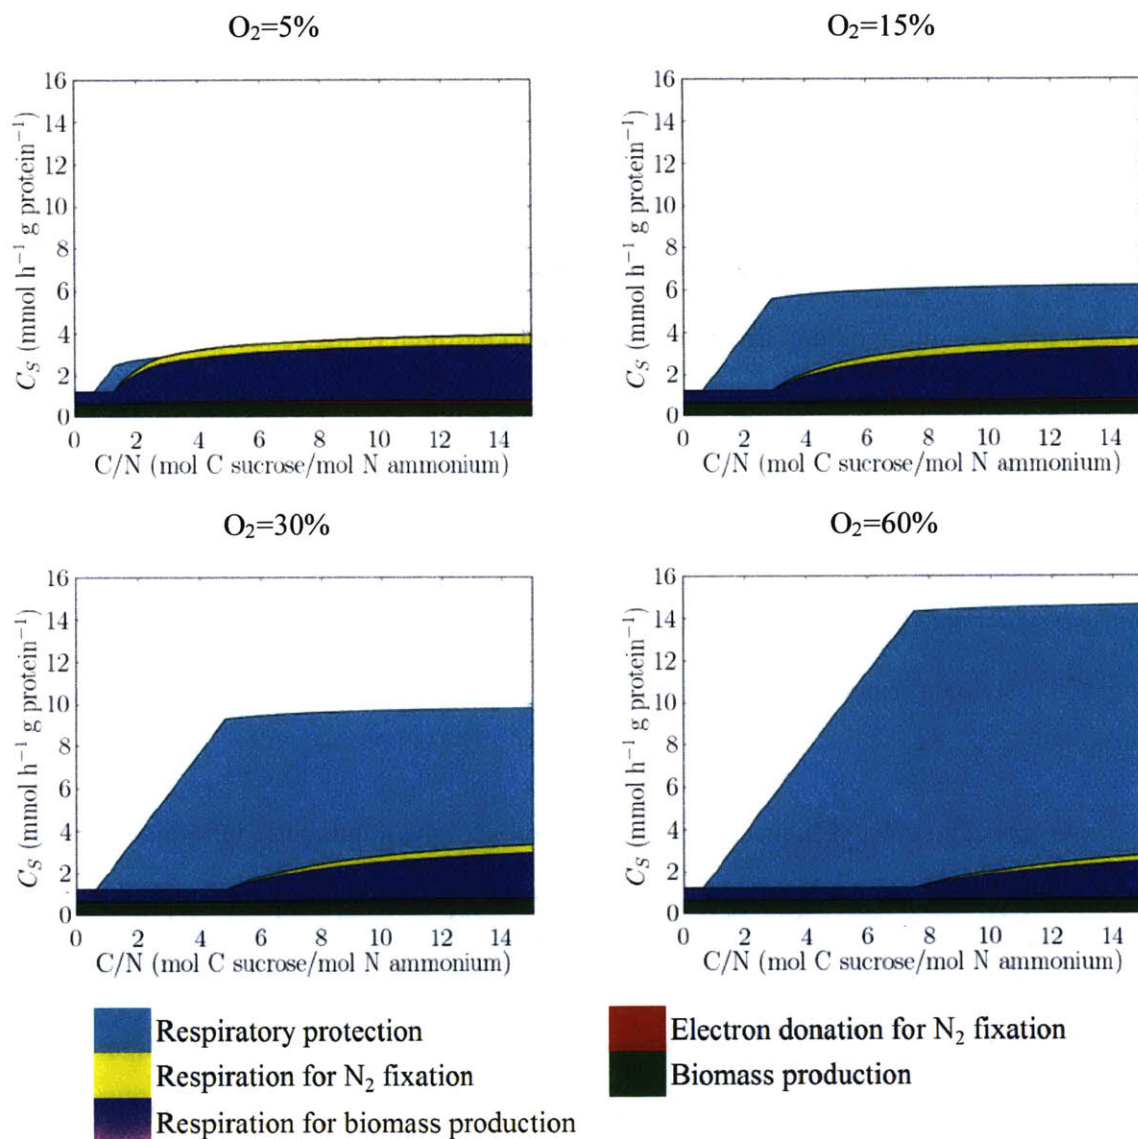 O₂=5%
O₂=15%
16
14
12
10
8
6
4
2
0
C_S (mmol h⁻¹ g protein⁻¹)
0 2 4 6 8 10 12 14
C/N (mol C sucrose/mol N ammonium)
16
14
12
10
8
6
4
2
0
C_S (mmol h⁻¹ g protein⁻¹)
0 2 4 6 8 10 12 14
C/N (mol C sucrose/mol N ammonium)
O₂=30%
O₂=60%
16
14
12
10
8
6
4
2
0
C_S (mmol h⁻¹ g protein⁻¹)
0 2 4 6 8 10 12 14
C/N (mol C sucrose/mol N ammonium)
16
14
12
10
8
6
4
2
0
C_S (mmol h⁻¹ g protein⁻¹)
0 2 4 6 8 10 12 14
C/N (mol C sucrose/mol N ammonium)
Respiratory protection
Respiration for N₂ fixation
Respiration for biomass production
Electron donation for N₂ fixation
Biomass production